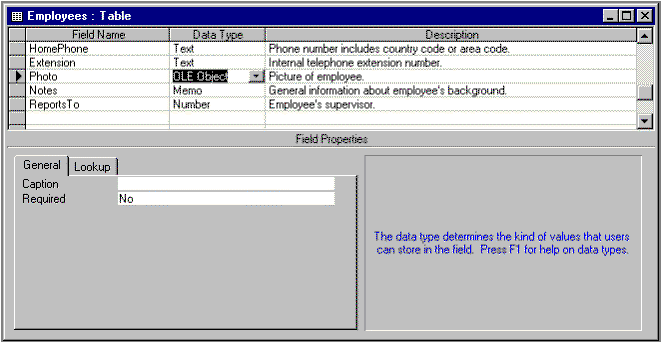 Employees : Table
Field Name Data Type Description
HomePhone Text Phone number includes country code or area code.
Extension Text Internal telephone extension number.
Photo OLE Object Picture of employee.
Notes Memo General information about employee's background.
ReportsTo Number Employee's supervisor.
Field Properties
General Lookup
Caption
Required No
The data type determines the kind of values that users
can store in the field. Press F1 for help on data types.